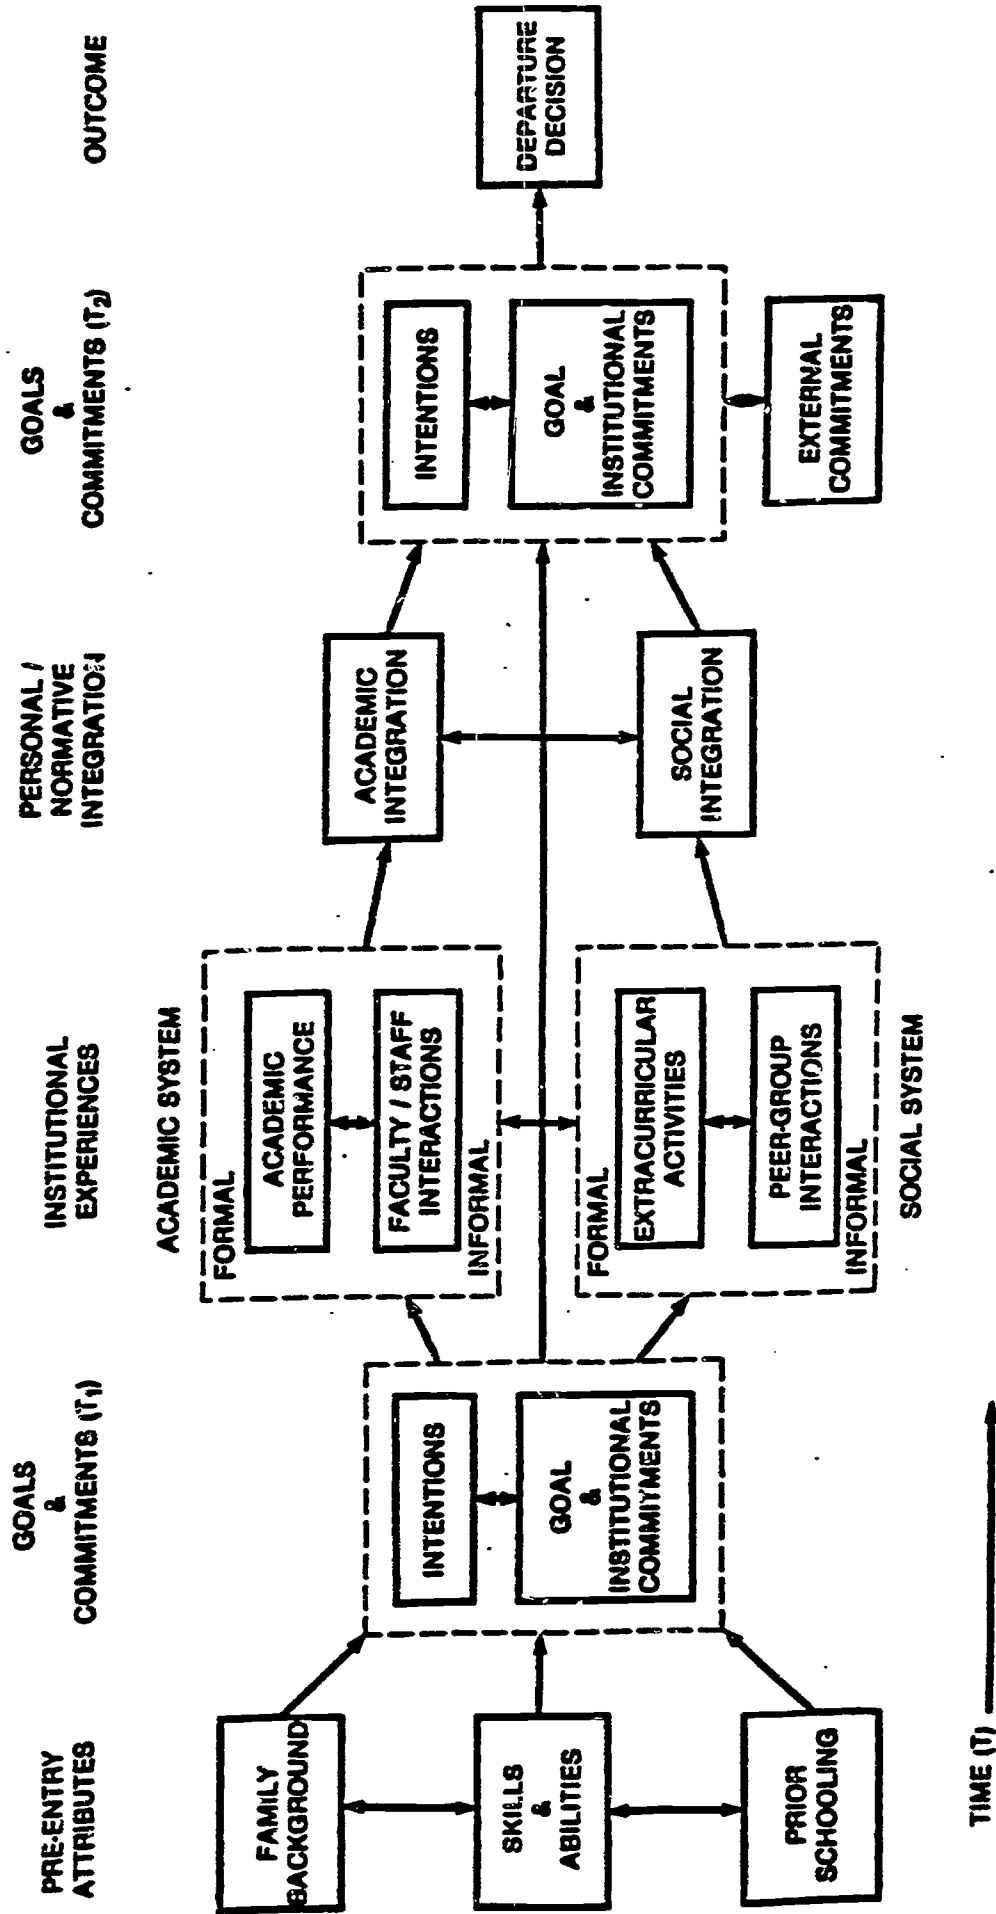 PRE-ENTRY
ATTRIBUTES
GOALS
&
COMMITMENTS (T1)
INSTITUTIONAL
EXPERIENCES
PERSONAL /
NORMATIVE
INTEGRATION
GOALS
&
COMMITMENTS (T2)
OUTCOME
FAMILY
BACKGROUND
SKILLS
&
ABILITIES
PRIOR
SCHOOLING
INTENTIONS
GOAL
&
INSTITUTIONAL
COMMITMENTS
ACADEMIC SYSTEM
FORMAL
ACADEMIC
PERFORMANCE
FACULTY / STAFF
INTERACTIONS
INFORMAL
FORMAL
EXTRACURRICULAR
ACTIVITIES
PEER-GROUP
INTERACTIONS
INFORMAL
SOCIAL SYSTEM
ACADEMIC
INTEGRATION
SOCIAL
INTEGRATION
INTENTIONS
GOAL
&
INSTITUTIONAL
COMMITMENTS
EXTERNAL
COMMITMENTS
DEPARTURE
DECISION
TIME (T)